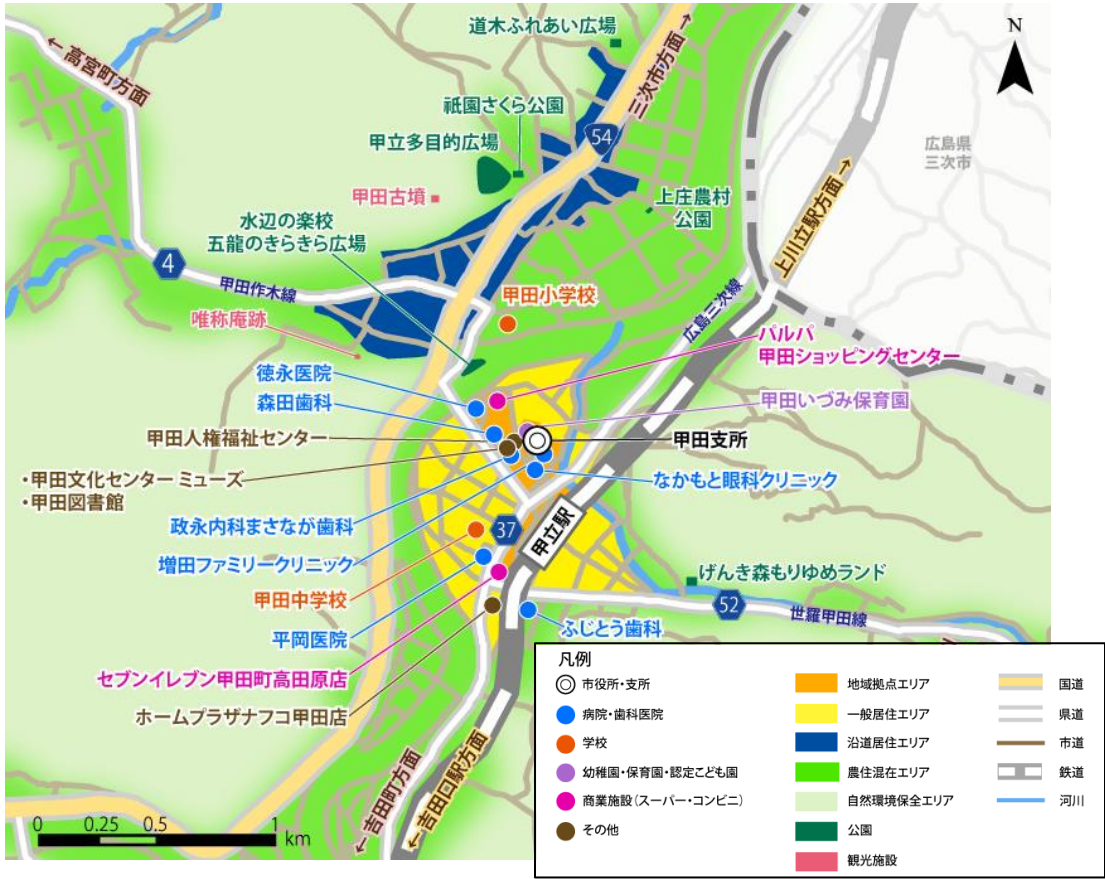 道木ふれあい広場
N
← 高宮町方面
三次市方面 →
祇園さくら公園
54
甲立多目的広場
広島県
三次市
甲田古墳
上庄農村
公園
上川立駅方面 →
水辺の楽校
五龍のきらきら広場
4
甲田作木線
甲田小学校
広島三次線
唯称庵跡
パルパ
甲田ショッピングセンター
徳永医院
森田歯科
甲田いづみ保育園
甲田人権福祉センター
甲田支所
・甲田文化センター ミューズ
・甲田図書館
なかもと眼科クリニック
政永内科まさなが歯科
37
甲立駅
増田ファミリークリニック
げんき森もりゆめランド
甲田中学校
52
世羅甲田線
平岡医院
ふじとう歯科
セブンイレブン甲田町高田原店
ホームプラザナフコ甲田店
← 吉田町方面
← 吉田口駅方面
0 0.25 0.5 1
km
凡例
市役所・支所
病院・歯科医院
学校
幼稚園・保育園・認定こども園
商業施設(スーパー・コンビニ)
その他
地域拠点エリア
一般居住エリア
沿道居住エリア
農住混在エリア
自然環境保全エリア
公園
観光施設
国道
県道
市道
鉄道
河川